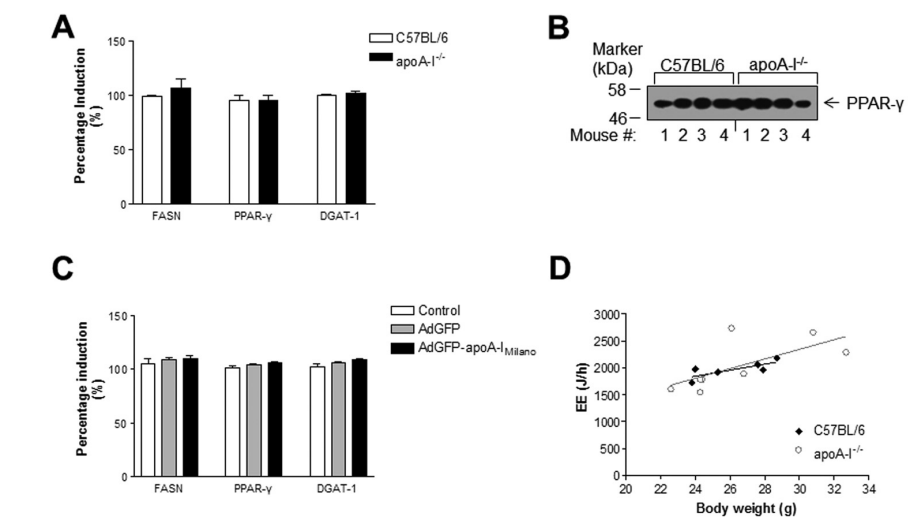 A
150
100
50
0
Percentage Induction
(%)
C57BL/6
apoA-I-/-
FASN PPAR-γ DGAT-1
B
Marker
(kDa)
C57BL/6 apoA-I-/-
58
46
← PPAR-γ
Mouse #: 1 2 3 4 1 2 3 4
C
150
100
50
0
Percentage induction
(%)
Control
AdGFP
AdGFP-apoA-IMilano
FASN PPAR-γ DGAT-1
D
3000
2500
2000
1500
1000
500
0
EE (J/h)
C57BL/6
apoA-I-/-
20 22 24 26 28 30 32 34
Body weight (g)